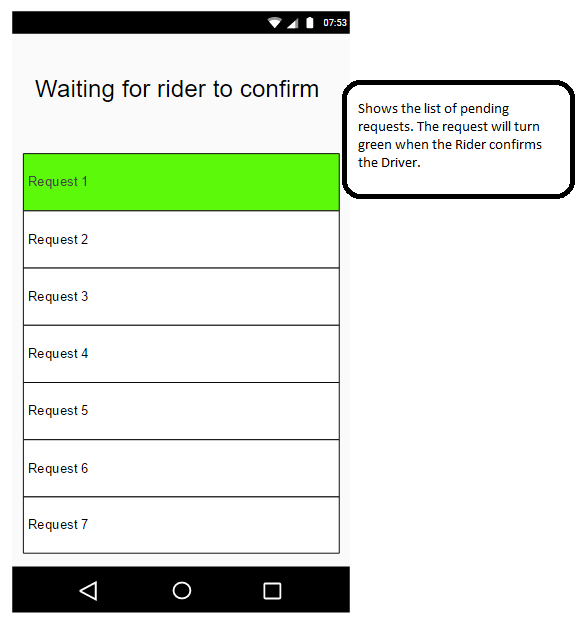 07:53
Waiting for rider to confirm
Shows the list of pending
requests. The request will turn
green when the Rider confirms
the Driver.
Request 1
Request 2
Request 3
Request 4
Request 5
Request 6
Request 7